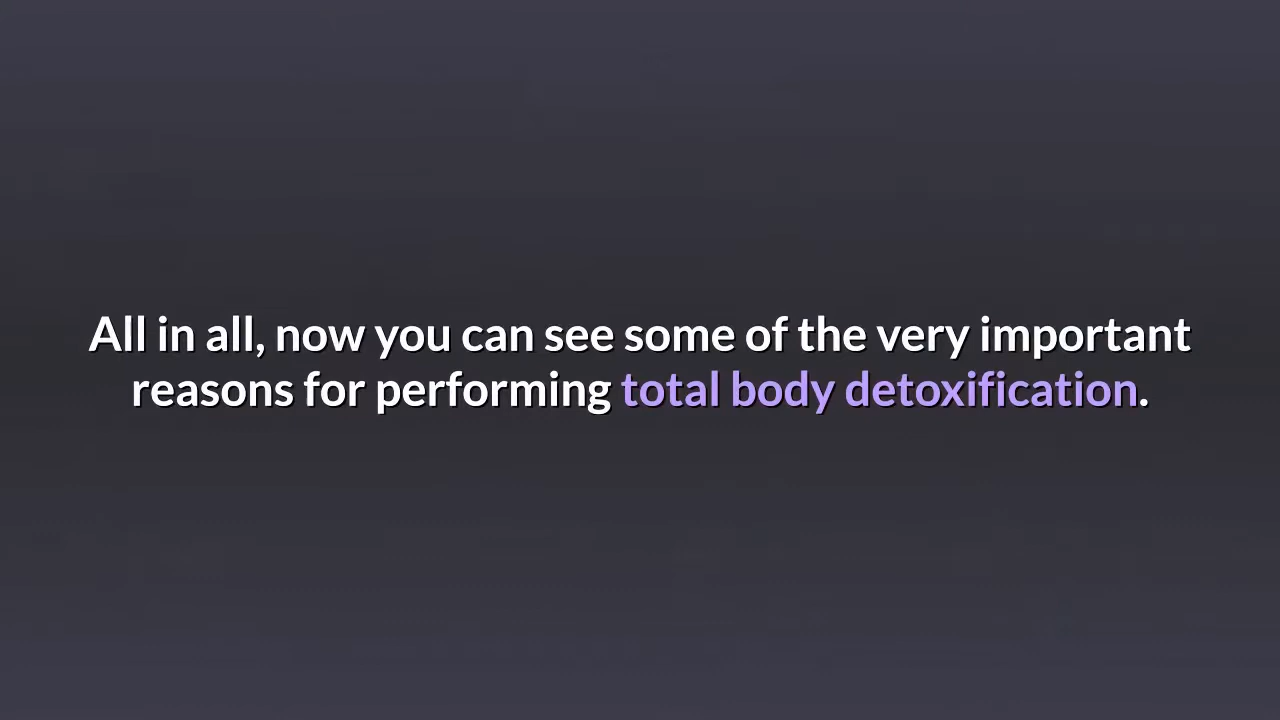 All in all, now you can see some of the very important
reasons for performing total body detoxification.